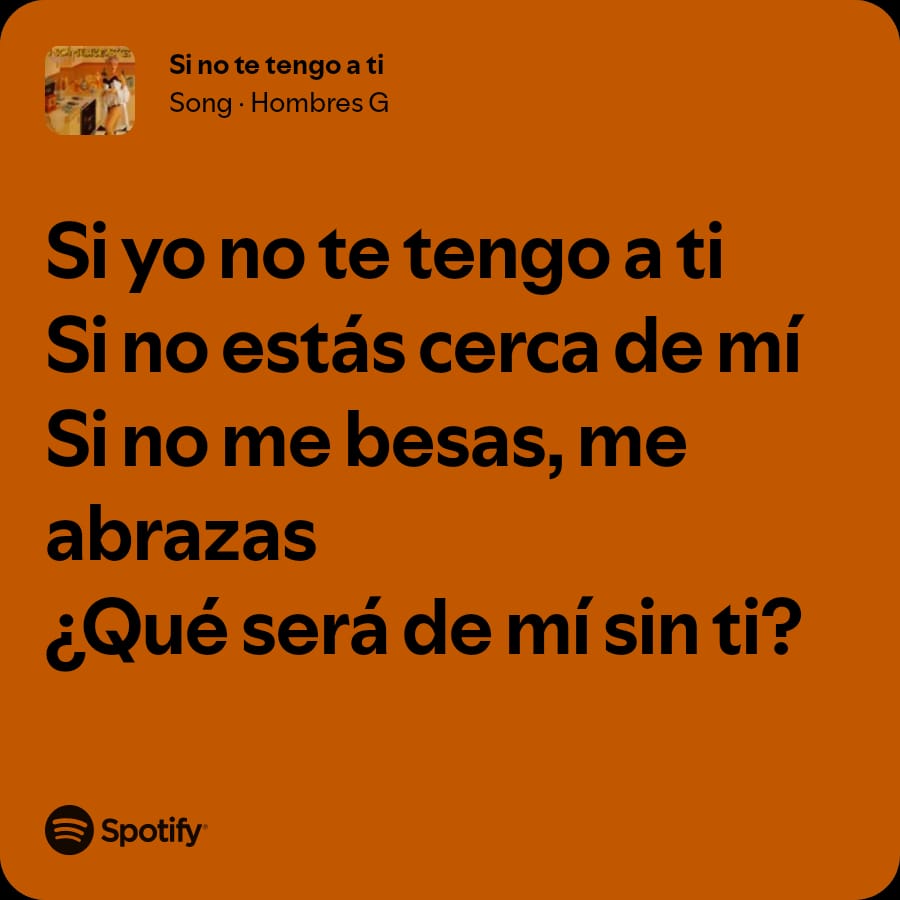 Si no te tengo a ti
Song · Hombres G
Si yo no te tengo a ti
Si no estás cerca de mí
Si no me besas, me
abrazas
¿Qué será de mí sin ti?
Spotify®